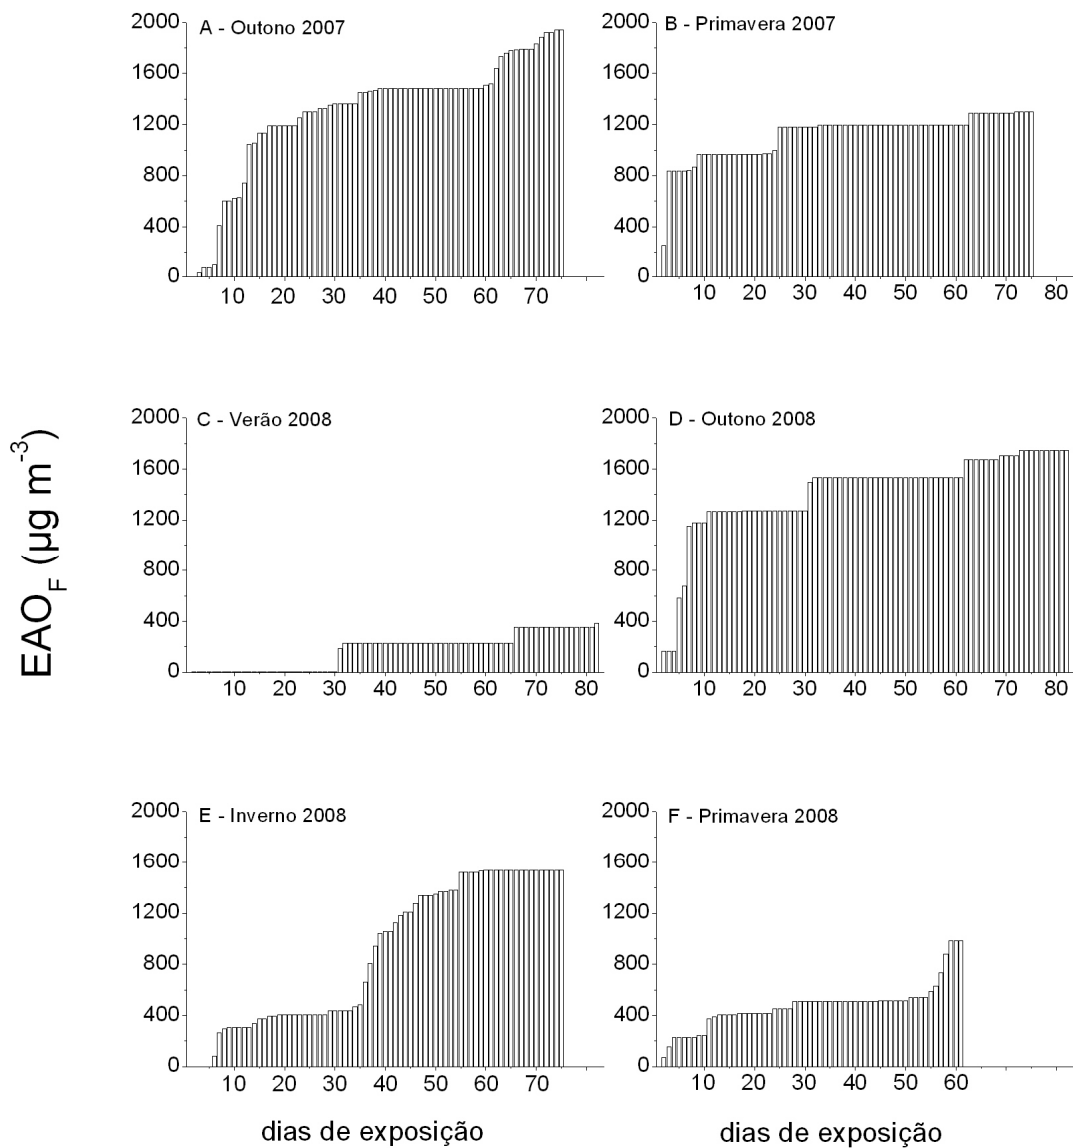 A - Outono 2007
2000
1600
1200
800
400
0
10 20 30 40 50 60 70
B - Primavera 2007
2000
1600
1200
800
400
0
10 20 30 40 50 60 70 80
C - Verão 2008
2000
1600
1200
800
400
0
10 20 30 40 50 60 70 80
D - Outono 2008
2000
1600
1200
800
400
0
10 20 30 40 50 60 70 80
E - Inverno 2008
2000
1600
1200
800
400
0
10 20 30 40 50 60 70
F - Primavera 2008
2000
1600
1200
800
400
0
10 20 30 40 50 60
EAO_F (µg m⁻³)
dias de exposição
dias de exposição